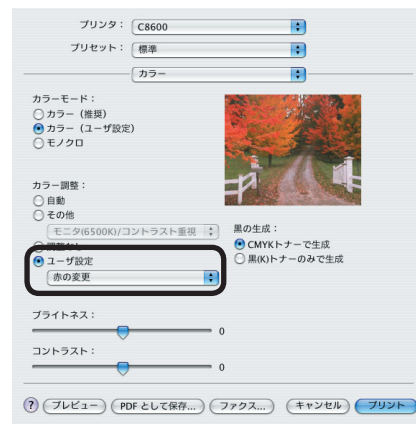 プリンタ： C8600
プリセット： 標準
カラー
カラーモード：
カラー（推奨）
カラー（ユーザ設定）
モノクロ
カラー調整：
自動
その他
モニタ(6500K)/コントラスト重視
調整なし
ユーザ設定
赤の変更
黒の生成：
CMYKトナーで生成
黒(K)トナーのみで生成
ブライトネス：
0
コントラスト：
0
? プレビュー PDF として保存... ファクス... キャンセル プリント